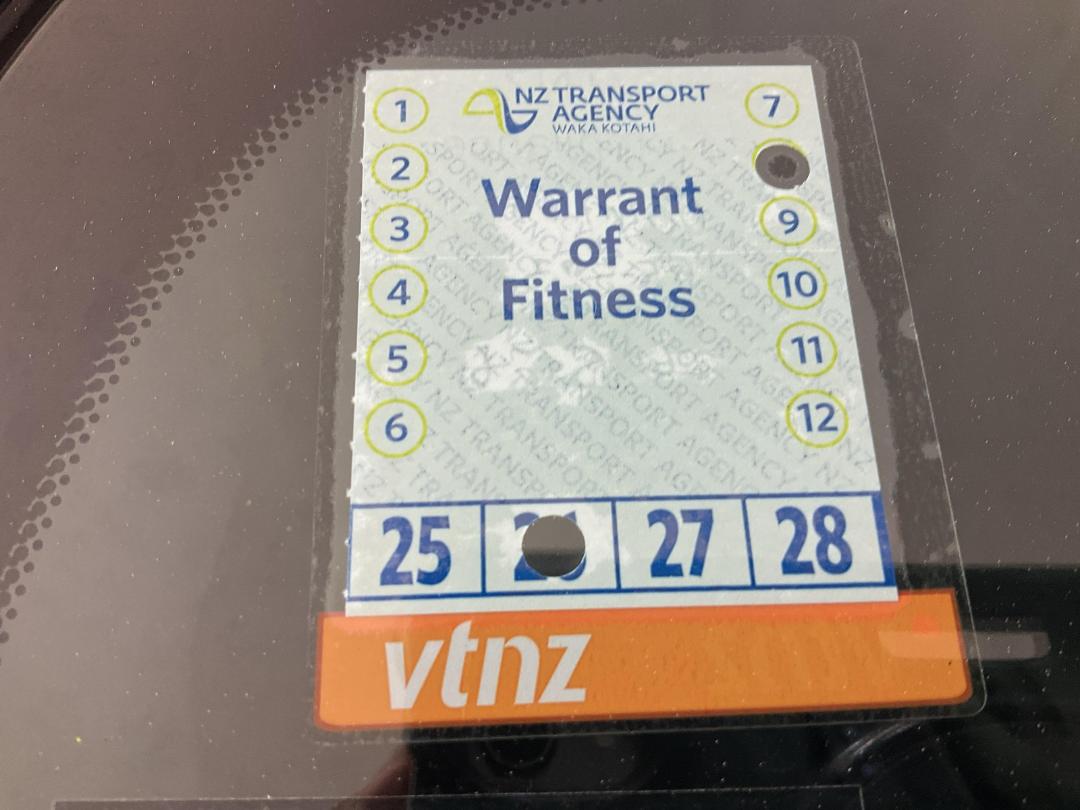 NZ TRANSPORT
AGENCY
WAKA KOTAHI
Warrant
of
Fitness
1
2
3
4
5
6
7
9
10
11
12
25
27
28
vtnz